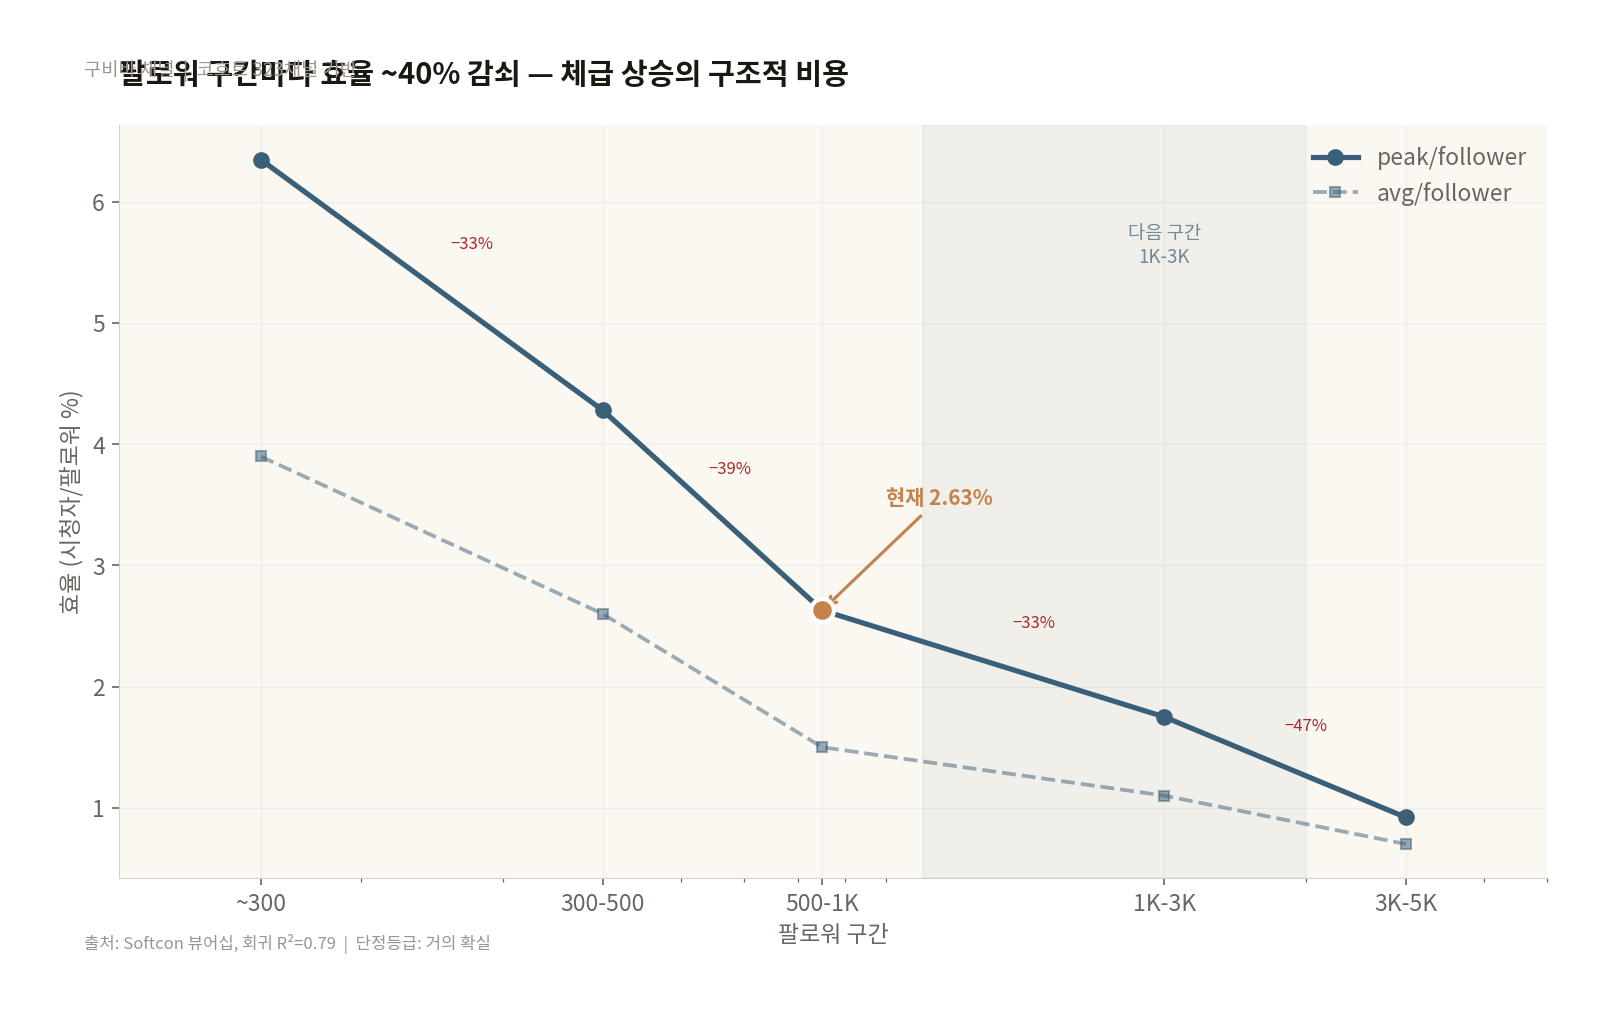 팔로워 구간마다 효율 ~40% 감쇠 — 체급 상승의 구조적 비용
peak/follower
avg/follower
다음 구간
1K-3K
−33%
−39%
현재 2.63%
−33%
−47%
효율 (시청자/팔로워 %)
6
5
4
3
2
1
~300
300-500
500-1K
1K-3K
3K-5K
팔로워 구간
출처: Softcon 뷰어십, 회귀 R²=0.79 | 단정등급: 거의 확실